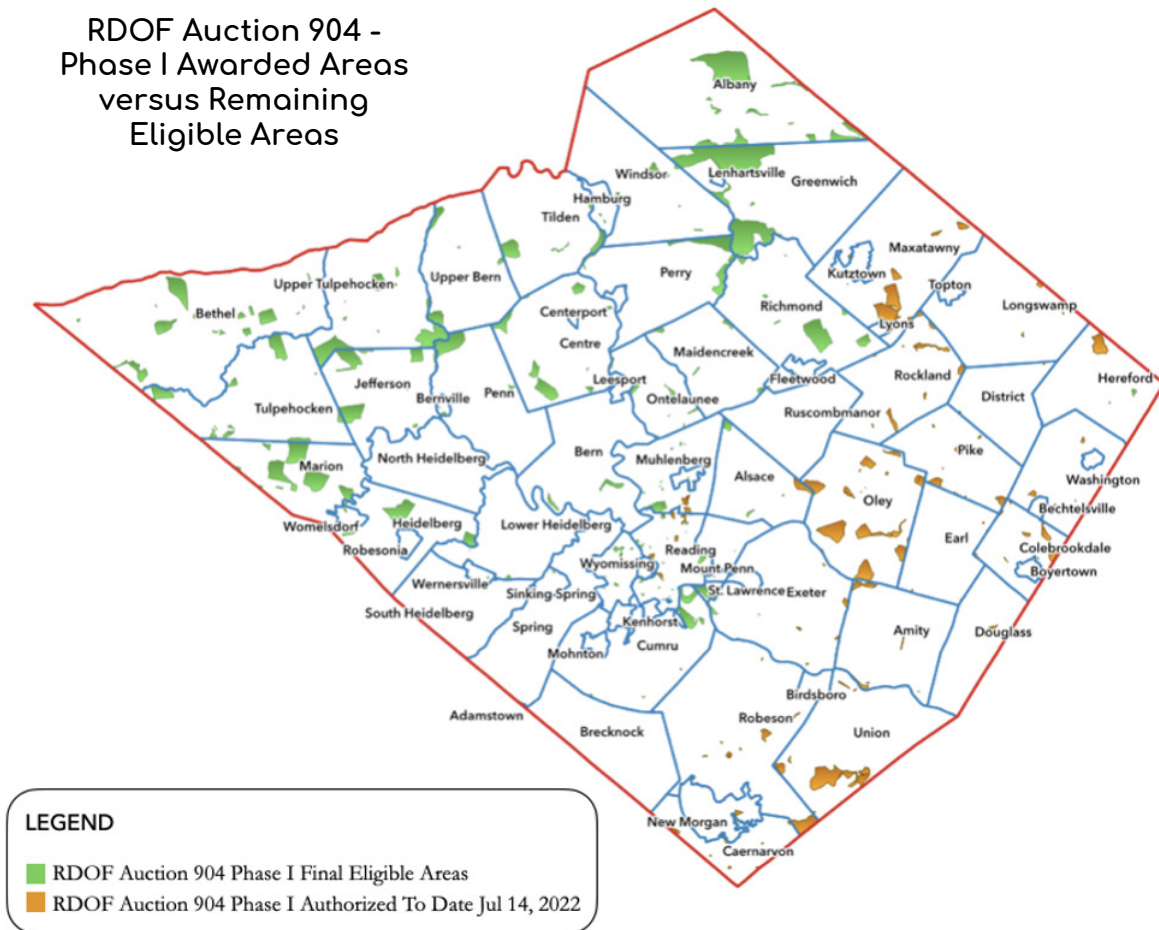 RDOF Auction 904 -
Phase I Awarded Areas
versus Remaining
Eligible Areas
Albany
Windsor
Lenhartsville
Greenwich
Hamburg
Tilden
Maxatawny
Kutztown
Perry
Upper Bern
Upper Tulpehocken
Topton
Longswamp
Richmond
Bethel
Centerport
Lyons
Centre
Maidencreek
Rockland
Hereford
Leesport
Fleetwood
Jefferson
Bernville
Penn
District
Ontelaunee
Tulpehocken
Ruscombmanor
Pike
Bern
Muhlenberg
North Heidelberg
Marion
Alsace
Washington
Oley
Bechtelsville
Womelsdorf
Heidelberg
Lower Heidelberg
Earl
Robesonia
Reading
Colebrookdale
Wyomissing
Mount Penn
Boyertown
Wernersville
Sinking Spring
St. Lawrence
Exeter
South Heidelberg
Kenhorst
Spring
Amity
Douglass
Cumru
Mohnton
Birdsboro
Adamstown
Robeson
Brecknock
Union
New Morgan
Caernarvon
LEGEND
RDOF Auction 904 Phase I Final Eligible Areas
RDOF Auction 904 Phase I Authorized To Date Jul 14, 2022